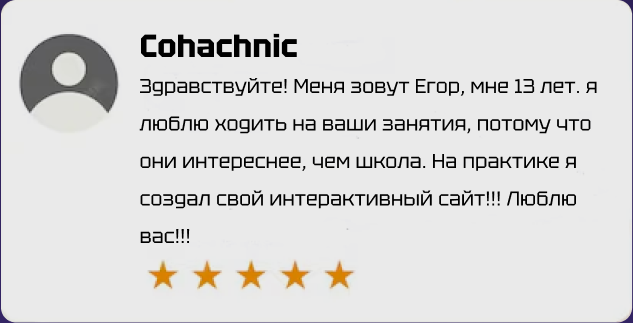 Cohachnic
Здравствуйте! Меня зовут Егор, мне 13 лет. я
люблю ходить на ваши занятия, потому что
они интереснее, чем школа. На практике я
создал свой интерактивный сайт!!! Люблю
вас!!!